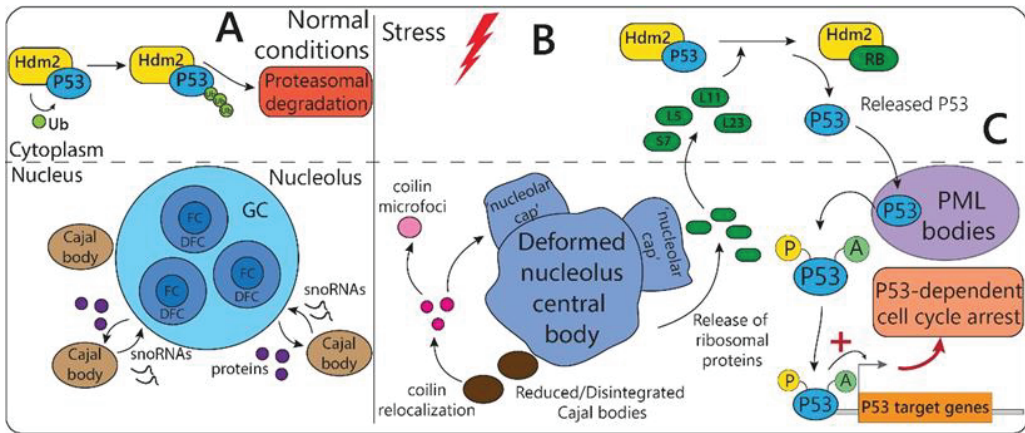 A
Normal
conditions
Hdm2
P53
Ub
Hdm2
P53
Ub
Ub
Ub
Proteasomal
degradation
Cytoplasm
Nucleus
Nucleolus
GC
FC
DFC
FC
DFC
FC
DFC
Cajal
body
snoRNAs
Cajal
body
snoRNAs
proteins
Cajal
body
Stress
B
Hdm2
P53
Hdm2
RB
L11
L5
L23
S7
P53
Released P53
coilin
microfoci
'nucleolar
cap'
'nucleolar
cap'
Deformed
nucleolus
central
body
Release of
ribosomal
proteins
coilin
relocalization
Reduced/Disintegrated
Cajal bodies
C
P53
PML
bodies
P
A
P53
P53-dependent
cell cycle arrest
+
P
A
P53
P53 target genes